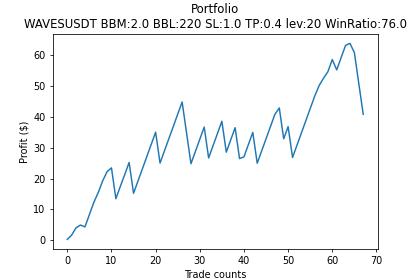 Portfolio
WAVESUSDT BBM:2.0 BBL:220 SL:1.0 TP:0.4 lev:20 WinRatio:76.0
Profit ($)
60
50
40
30
20
10
0
0 10 20 30 40 50 60 70
Trade counts